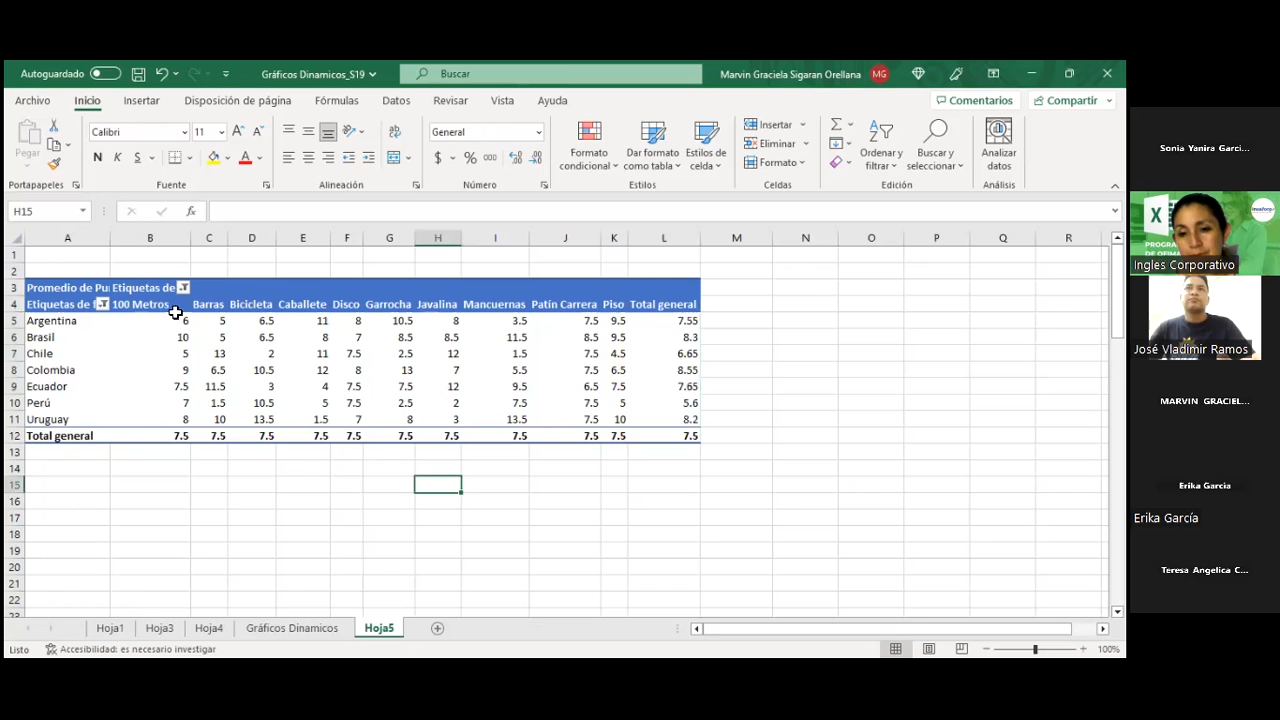 Autoguardado Gráficos Dinamicos_S19 Buscar Marvin Graciela Sigaran Orellana MG
Archivo Inicio Insertar Disposición de página Fórmulas Datos Revisar Vista Ayuda Comentarios Compartir
Pegar
Calibri 11
N K S
General
$ % 000
Formato condicional
Dar formato como tabla
Estilos de celda
Insertar
Eliminar
Formato
Ordenar y filtrar
Buscar y seleccionar
Analizar datos
Portapapeles Fuente Alineación Número Estilos Celdas Edición Análisis
H15 fx
A B C D E F G H I J K L M N O P Q R
1
2
3 Promedio de Pu Etiquetas de
4 Etiquetas de f 100 Metros Barras Bicicleta Caballete Disco Garrocha Javalina Mancuernas Patín Carrera Piso Total general
5 Argentina 6 5 6.5 11 8 10.5 8 3.5 7.5 9.5 7.55
6 Brasil 10 5 6.5 8 7 8.5 8.5 11.5 8.5 9.5 8.3
7 Chile 5 13 2 11 7.5 2.5 12 1.5 7.5 4.5 6.65
8 Colombia 9 6.5 10.5 12 8 13 7 5.5 7.5 6.5 8.55
9 Ecuador 7.5 11.5 3 4 7.5 7.5 12 9.5 6.5 7.5 7.65
10 Perú 7 1.5 10.5 3 7.5 2.5 2 9 7.5 5 5.6
11 Uruguay 8 10 13.5 1.5 7 8 3 13.5 7.5 10 8.2
12 Total general 7.5 7.5 7.5 7.5 7.5 7.5 7.5 7.5 7.5 7.5 7.5
13
14
15
16
17
18
19
20
21
22
Hoja1 Hoja3 Hoja4 Gráficos Dinamicos Hoja5
Listo Accesibilidad: es necesario investigar 100%
Sonia Yanira Garci...
Ingles Corporativo
José Vladimir Ramos
MARVIN GRACIEL...
Erika Garcia
Erika García
Teresa Angelica C...